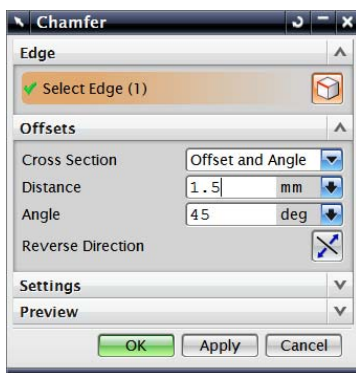 Chamfer
Edge
Select Edge (1)
Offsets
Cross Section Offset and Angle
Distance 1.5 mm
Angle 45 deg
Reverse Direction
Settings
Preview
OK Apply Cancel